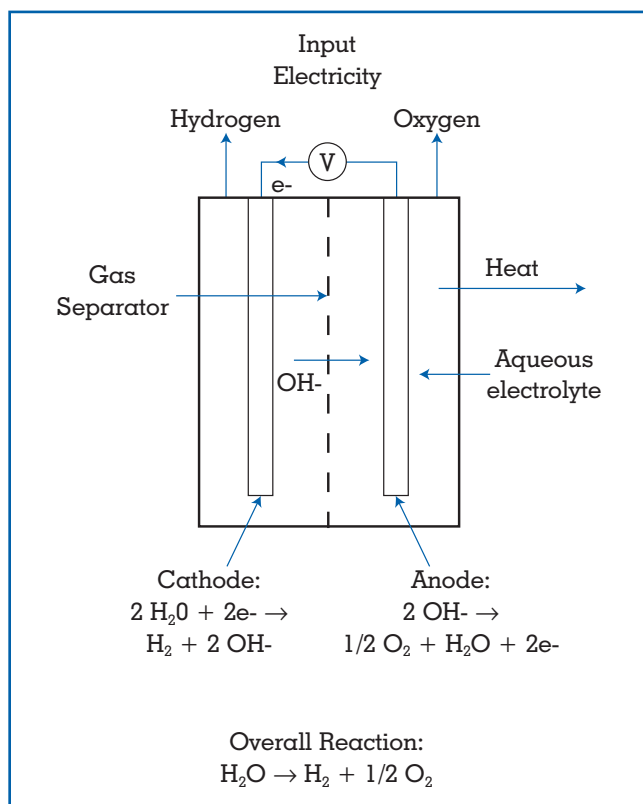 Input
Electricity
Hydrogen
Oxygen
V
e-
Gas
Separator
Heat
OH-
Aqueous
electrolyte
Cathode:
2 H₂0 + 2e- →
H₂ + 2 OH-
Anode:
2 OH- →
1/2 O₂ + H₂O + 2e-
Overall Reaction:
H₂O → H₂ + 1/2 O₂